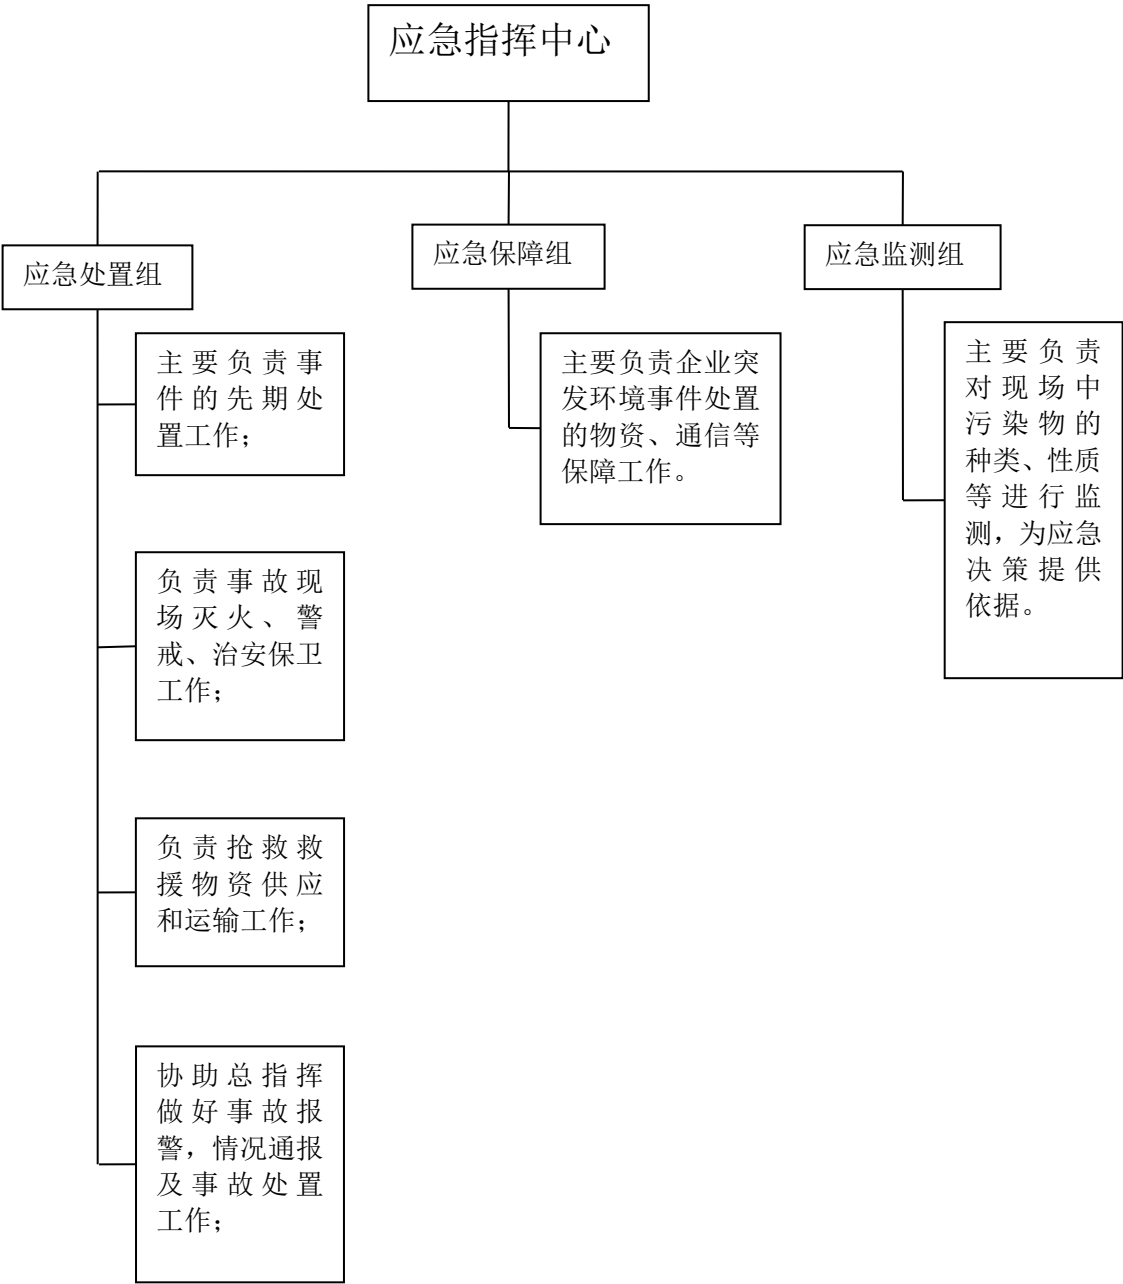 应急指挥中心
应急处置组
主要负责事
件的先期处
置工作；
负责事故现
场灭火、警
戒、治安保卫
工作；
负责抢救救
援物资供应
和运输工作；
协助总指挥
做好事故报
警，情况通报
及事故处置
工作；
应急保障组
主要负责企业突
发环境事件处置
的物资、通信等
保障工作。
应急监测组
主要负责
对现场中
污染物的
种类、性质
等进行监
测，为应急
决策提供
依据。